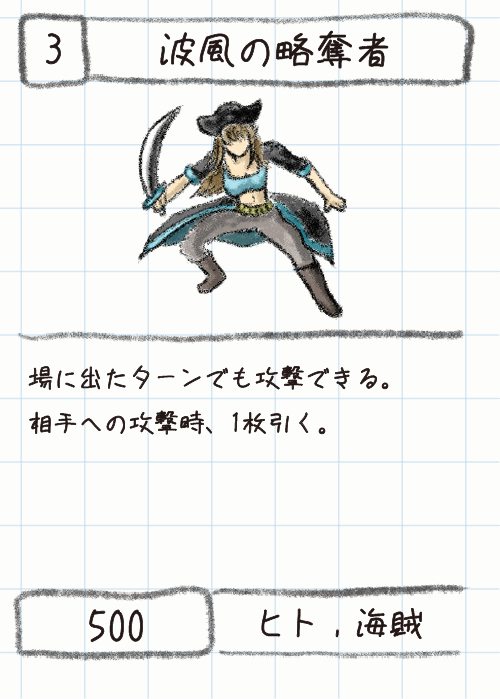 3
波風の略奪者
場に出たターンでも攻撃できる。
相手への攻撃時、1枚引く。
500
ヒト , 海賊